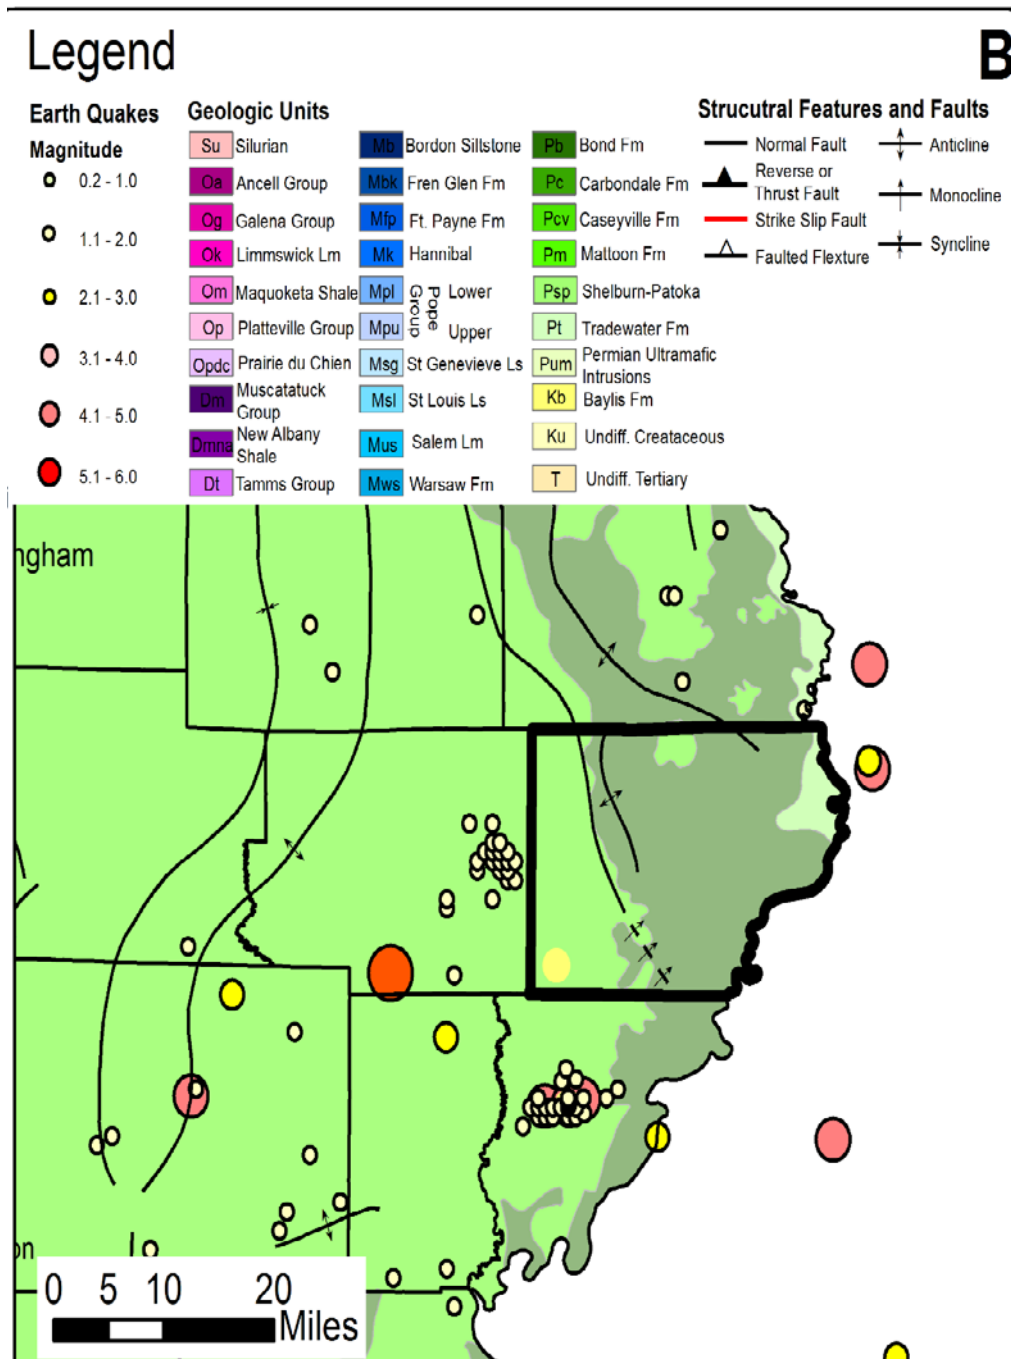 Legend
B
Earth Quakes
Magnitude
0.2 - 1.0
1.1 - 2.0
2.1 - 3.0
3.1 - 4.0
4.1 - 5.0
5.1 - 6.0
Geologic Units
Su Silurian
Oa Ancell Group
Og Galena Group
Ok Limmswick Lm
Om Maquoketa Shale
Op Platteville Group
Opdc Prairie du Chien
Dm Muscatatuck
Group
Dmna New Albany
Shale
Dt Tamms Group
Mb Bordon Siltstone
Mbk Fren Glen Fm
Mfp Ft. Payne Fm
Mk Hannibal
Mpl Lower
Pope
Group
Mpu Upper
Msg St Genevieve Ls
Msl St Louis Ls
Mus Salem Lm
Mws Warsaw Fm
Pb Bond Fm
Pc Carbondale Fm
Pcv Caseyville Fm
Pm Mattoon Fm
Psp Shelburn-Patoka
Pt Tradewater Fm
Pum Permian Ultramafic
Intrusions
Kb Baylis Fm
Ku Undiff. Creataceous
T Undiff. Tertiary
Strucutral Features and Faults
Normal Fault
Reverse or
Thrust Fault
Strike Slip Fault
Faulted Flexture
Anticline
Monocline
Syncline
ngham
on
0 5 10 20
Miles